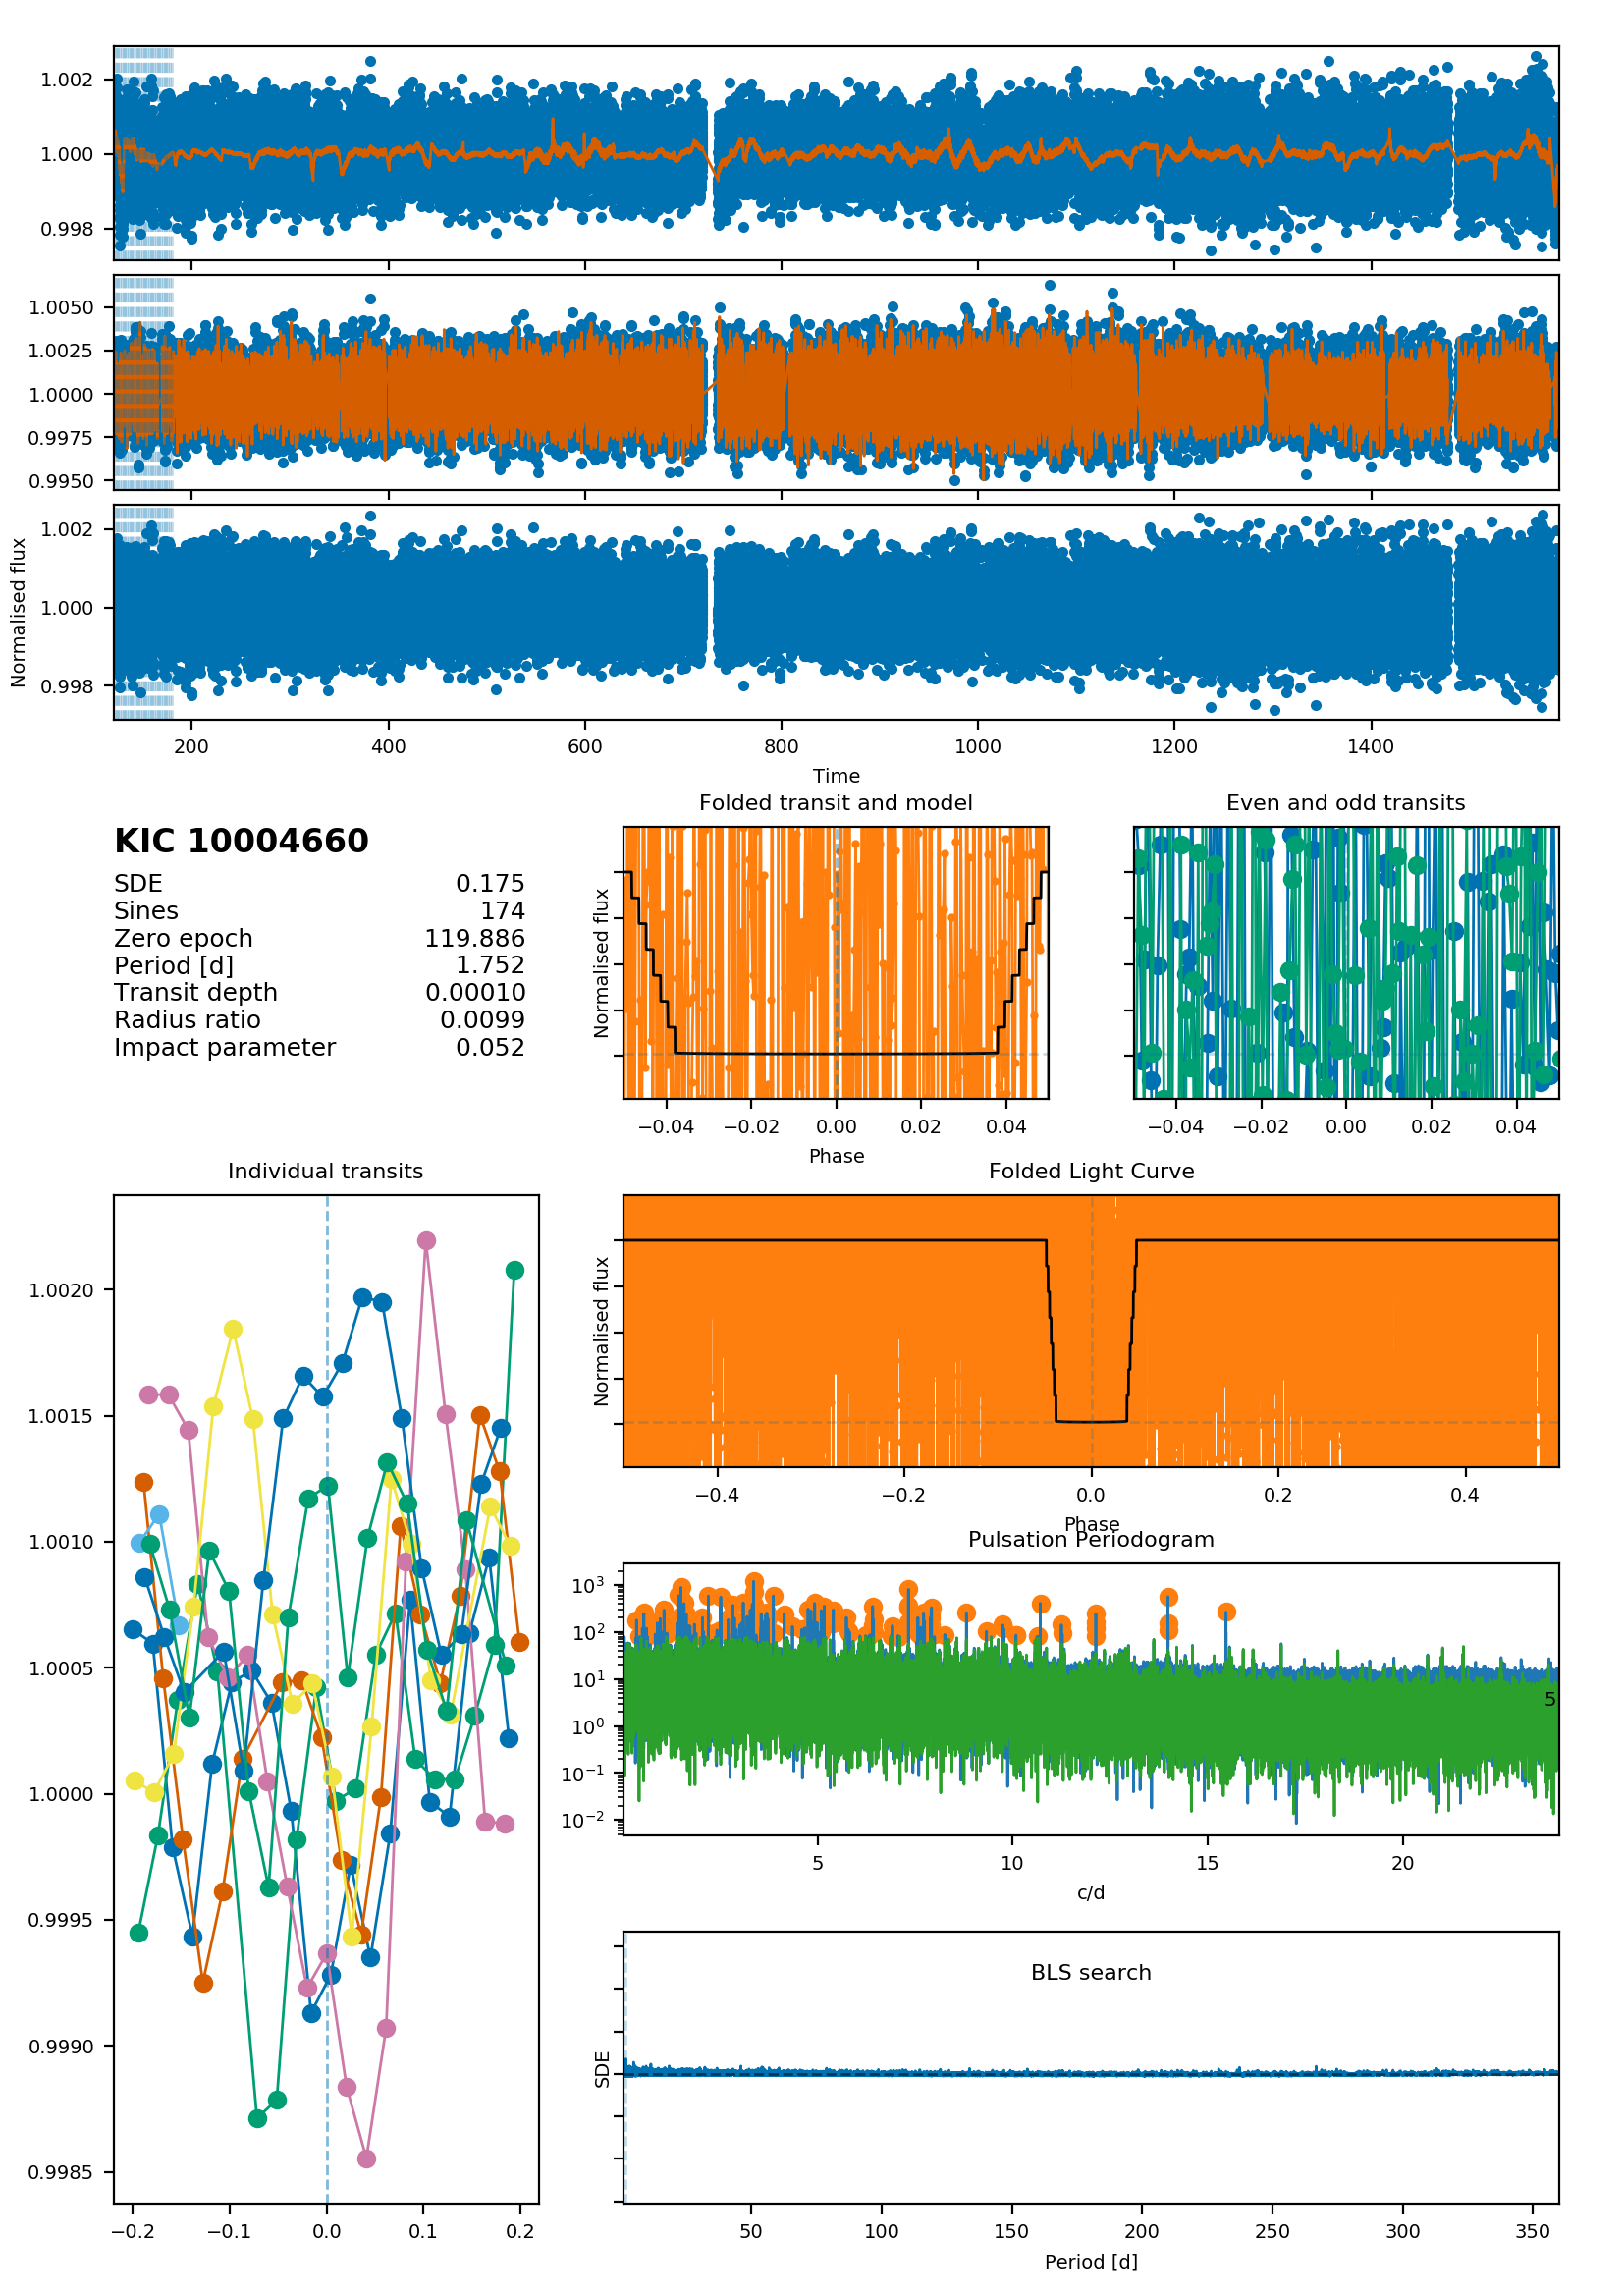 1.002
1.000
0.998
1.0050
1.0025
1.0000
0.9975
0.9950
1.002
1.000
0.998
Normalised flux
200 400 600 800 1000 1200 1400
Time
KIC 10004660
SDE 0.175
Sines 174
Zero epoch 119.886
Period [d] 1.752
Transit depth 0.00010
Radius ratio 0.0099
Impact parameter 0.052
Folded transit and model
Normalised flux
−0.04 −0.02 0.00 0.02 0.04
Phase
Even and odd transits
−0.04 −0.02 0.00 0.02 0.04
Individual transits
1.0020
1.0015
1.0010
1.0005
1.0000
0.9995
0.9990
0.9985
−0.2 −0.1 0.0 0.1 0.2
Folded Light Curve
Normalised flux
−0.4 −0.2 0.0 0.2 0.4
Phase
Pulsation Periodogram
10³
10²
10¹
10⁰
10⁻¹
10⁻²
5
5 10 15 20
c/d
BLS search
SDE
50 100 150 200 250 300 350
Period [d]